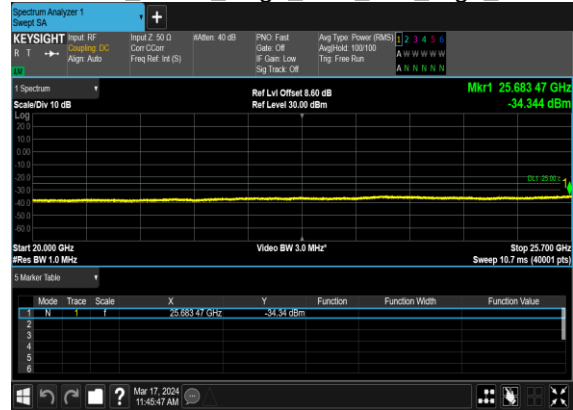 Spectrum Analyzer 1
Swept SA
+
KEYSIGHT Input: RF Input Z: 50 Ω #Atten: 40 dB PNO: Fast Avg Type: Power (RMS) 1 2 3 4 5 6
R T Coupling: DC Corr CCorr Gate: Off Avg|Hold: 100/100 A W W W W W
Align: Auto Freq Ref: Int (S) IF Gain: Low Trig: Free Run
LXI Sig Track: Off A N N N N N
1 Spectrum Ref Lvl Offset 8.60 dB Mkr1 25.683 47 GHz
Scale/Div 10 dB Ref Level 30.00 dBm -34.344 dBm
Log
20.0
10.0
0.00
-10.0
-20.0
DL1 -25.00 1
-30.0
-40.0
-50.0
-60.0
Start 20.000 GHz Video BW 3.0 MHz* Stop 25.700 GHz
#Res BW 1.0 MHz Sweep 10.7 ms (40001 pts)
5 Marker Table
Mode Trace Scale X Y Function Function Width Function Value
1 N 1 f 25.683 47 GHz -34.34 dBm
2
3
4
5
6
? Mar 17, 2024
11:45:47 AM